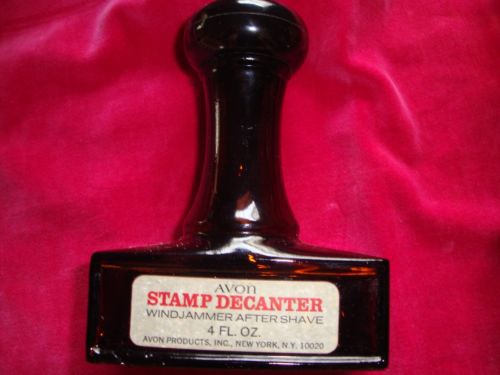 AVON
STAMP DECANTER
WINDJAMMER AFTER SHAVE
4 FL. OZ.
AVON PRODUCTS, INC., NEW YORK, N.Y. 10020